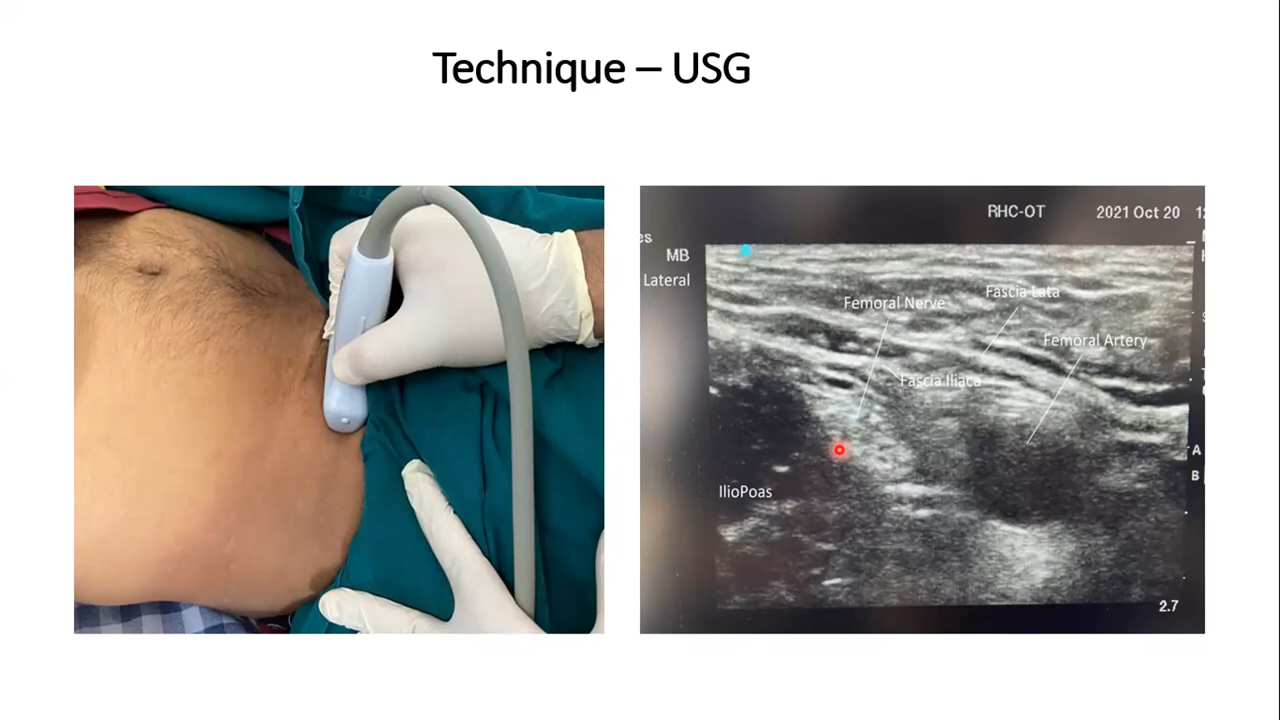 Technique – USG
RHC-OT 2021 Oct 20
MB
Lateral
Fascia Lata
Femoral Nerve
Femoral Artery
Fascia Iliaca
A
B
IlioPoas
2.7